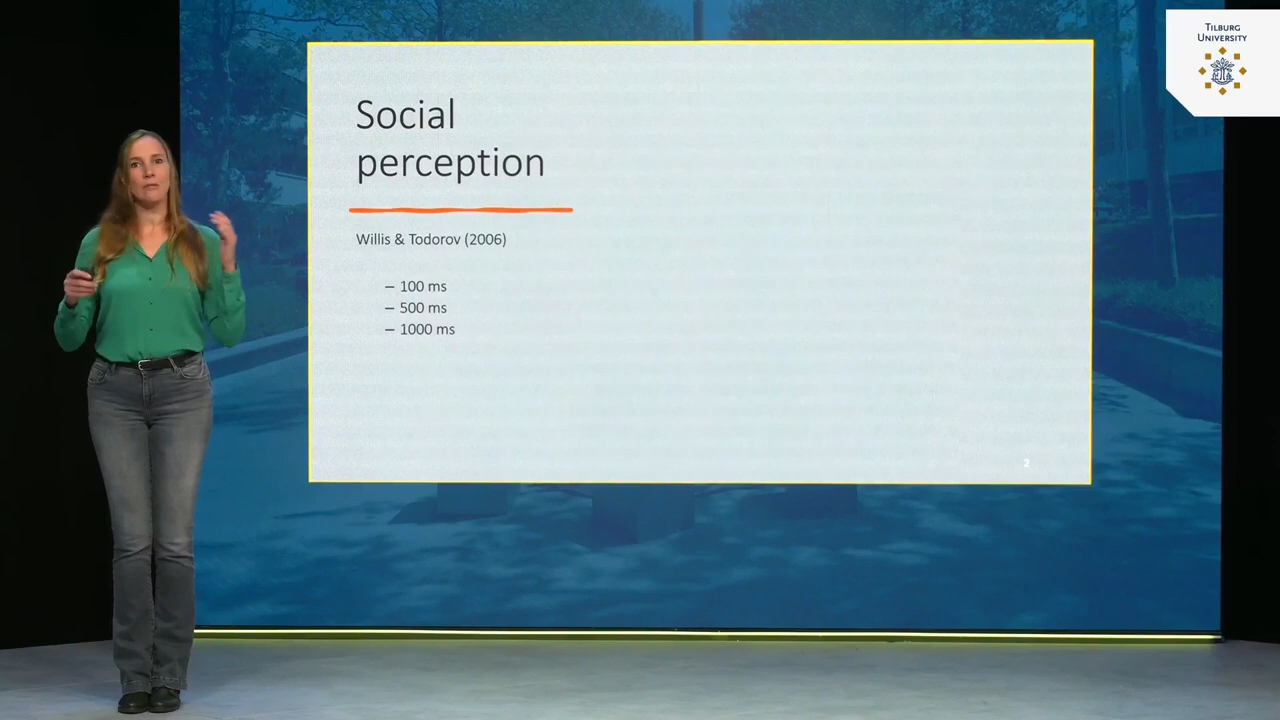 TILBURG
UNIVERSITY
Social
perception
Willis & Todorov (2006)
– 100 ms
– 500 ms
– 1000 ms
2